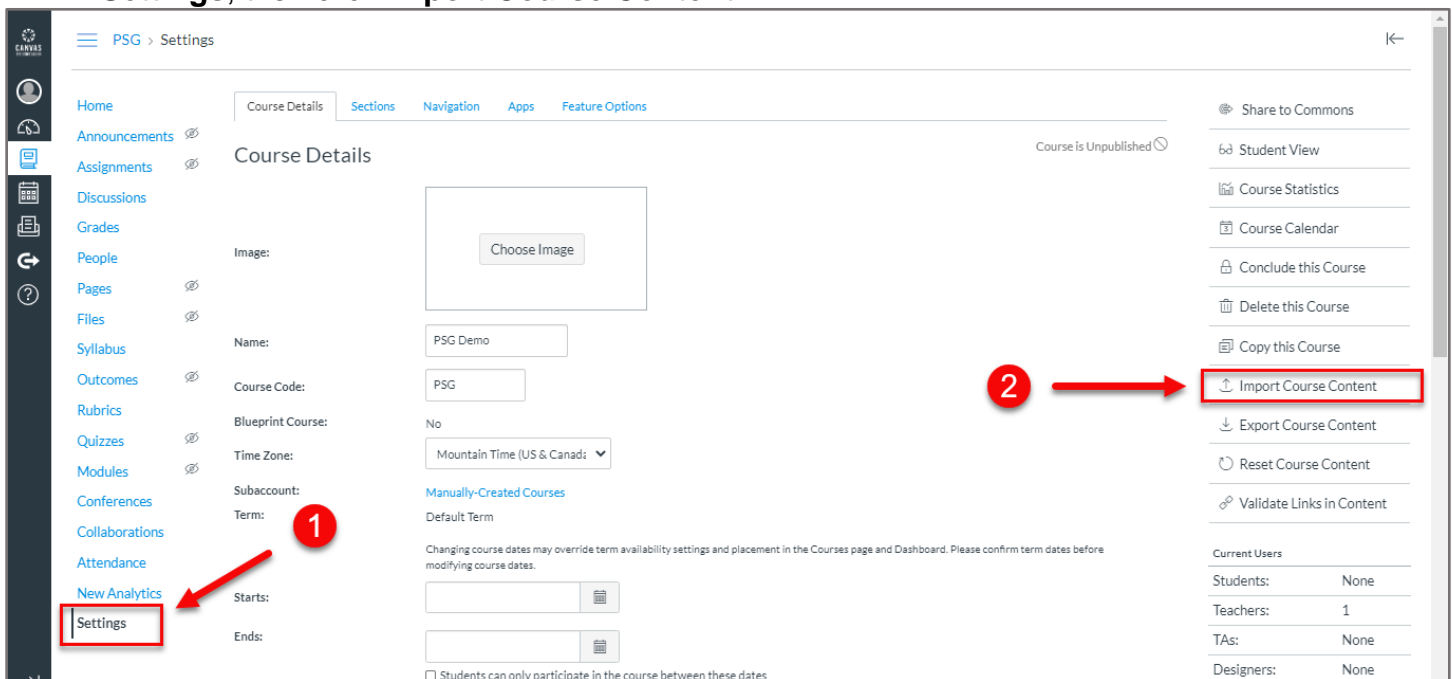 Settings, then click Import Course Content
CANVAS
PSG > Settings
Home
Announcements
Assignments
Discussions
Grades
People
Pages
Files
Syllabus
Outcomes
Rubrics
Quizzes
Modules
Conferences
Collaborations
Attendance
New Analytics
Settings
1
Course Details Sections Navigation Apps Feature Options
Course Details
Course is Unpublished
Image:
Choose Image
Name:
PSG Demo
Course Code:
PSG
Blueprint Course:
No
Time Zone:
Mountain Time (US & Canada
Subaccount:
Manually-Created Courses
Term:
Default Term
Changing course dates may override term availability settings and placement in the Courses page and Dashboard. Please confirm term dates before
modifying course dates.
Starts:
Ends:
Students can only participate in the course between these dates
2
Share to Commons
Student View
Course Statistics
Course Calendar
Conclude this Course
Delete this Course
Copy this Course
Import Course Content
Export Course Content
Reset Course Content
Validate Links in Content
Current Users
Students: None
Teachers: 1
TAs: None
Designers: None